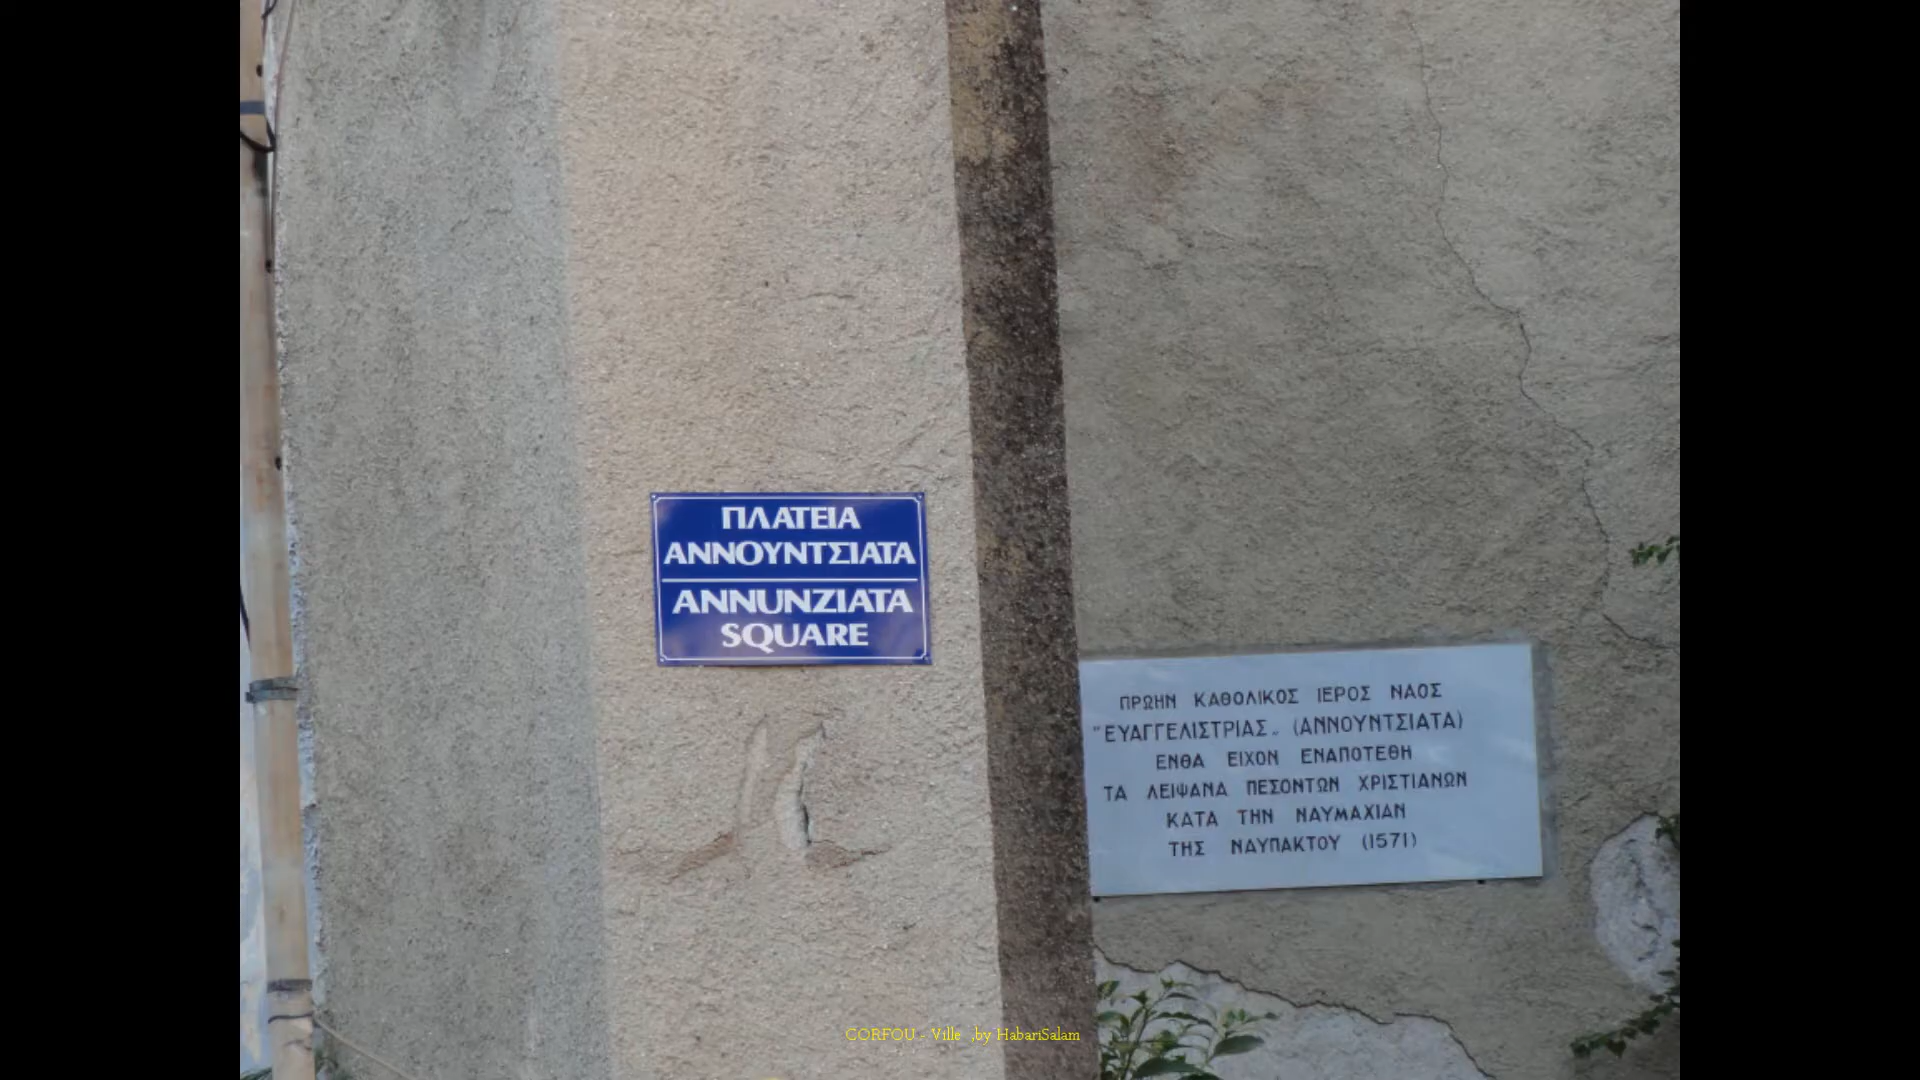 ΠΛΑΤΕΙΑ
ΑΝΝΟΥΝΤΣΙΑΤΑ
ANNUNZIATA
SQUARE
ΠΡΩΗΝ ΚΑΘΟΛΙΚΟΣ ΙΕΡΟΣ ΝΑΟΣ
"ΕΥΑΓΓΕΛΙΣΤΡΙΑΣ„ (ΑΝΝΟΥΝΤΣΙΑΤΑ)
ΕΝΘΑ ΕΙΧΟΝ ΕΝΑΠΟΤΕΘΗ
ΤΑ ΛΕΙΨΑΝΑ ΠΕΣΟΝΤΩΝ ΧΡΙΣΤΙΑΝΩΝ
ΚΑΤΑ ΤΗΝ ΝΑΥΜΑΧΙΑΝ
ΤΗΣ ΝΑΥΠΑΚΤΟΥ (1571)
CORFOU - Ville ,by HabariSalam